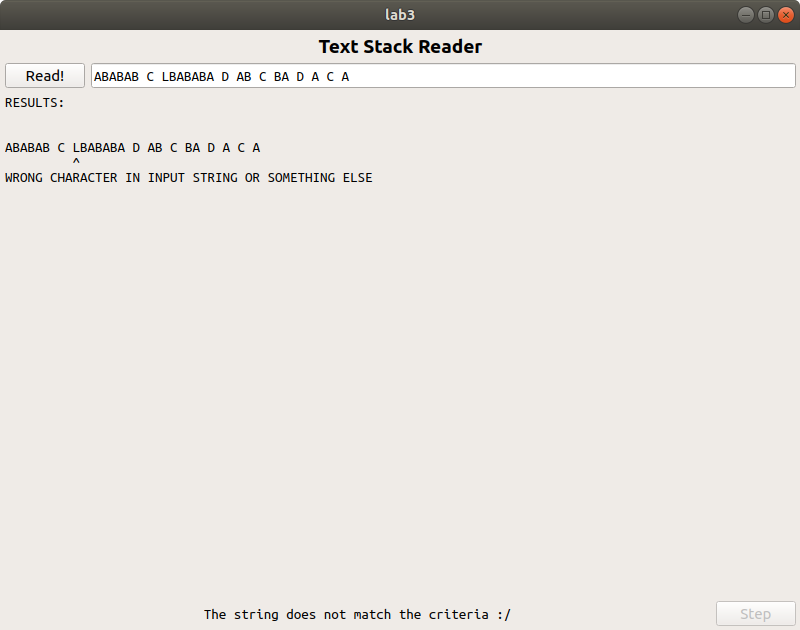 lab3
Text Stack Reader
Read! ABABAB C LBABABA D AB C BA D A C A
RESULTS:
ABABAB C LBABABA D AB C BA D A C A
^
WRONG CHARACTER IN INPUT STRING OR SOMETHING ELSE
The string does not match the criteria :/
Step